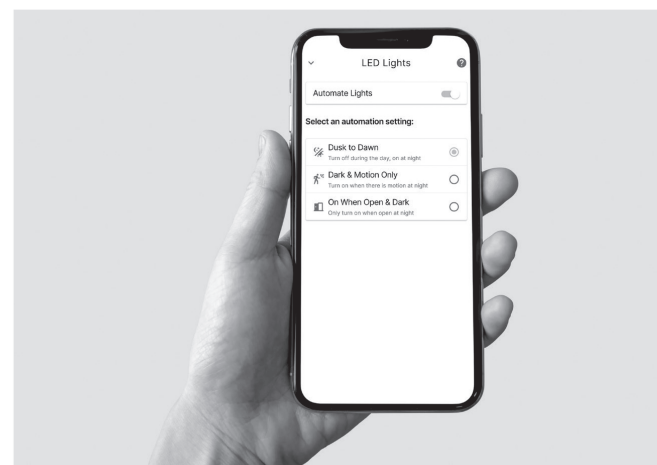 LED Lights
Automate Lights
Select an automation setting:
Dusk to Dawn
Turn off during the day, on at night
Dark & Motion Only
Turn on when there is motion at night
On When Open & Dark
Only turn on when open at night